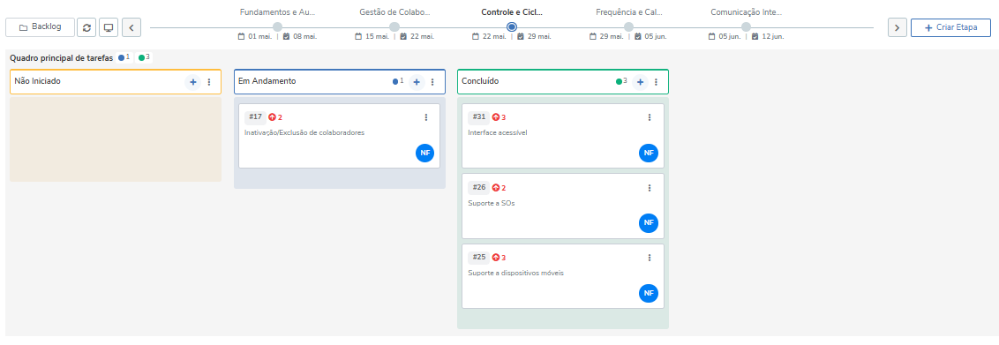 Backlog
Fundamentos e Au...
01 mai. | 08 mai.
Gestão de Colabo...
15 mai. | 22 mai.
Controle e Cicl...
22 mai. | 29 mai.
Frequência e Cal...
29 mai. | 05 jun.
Comunicação Inte...
05 jun. | 12 jun.
+ Criar Etapa
Quadro principal de tarefas 1 3
Não Iniciado
Em Andamento 1
#17 2
Inativação/Exclusão de colaboradores
NF
Concluído 3
#31 3
Interface acessível
NF
#26 2
Suporte a SOs
NF
#25 3
Suporte a dispositivos móveis
NF